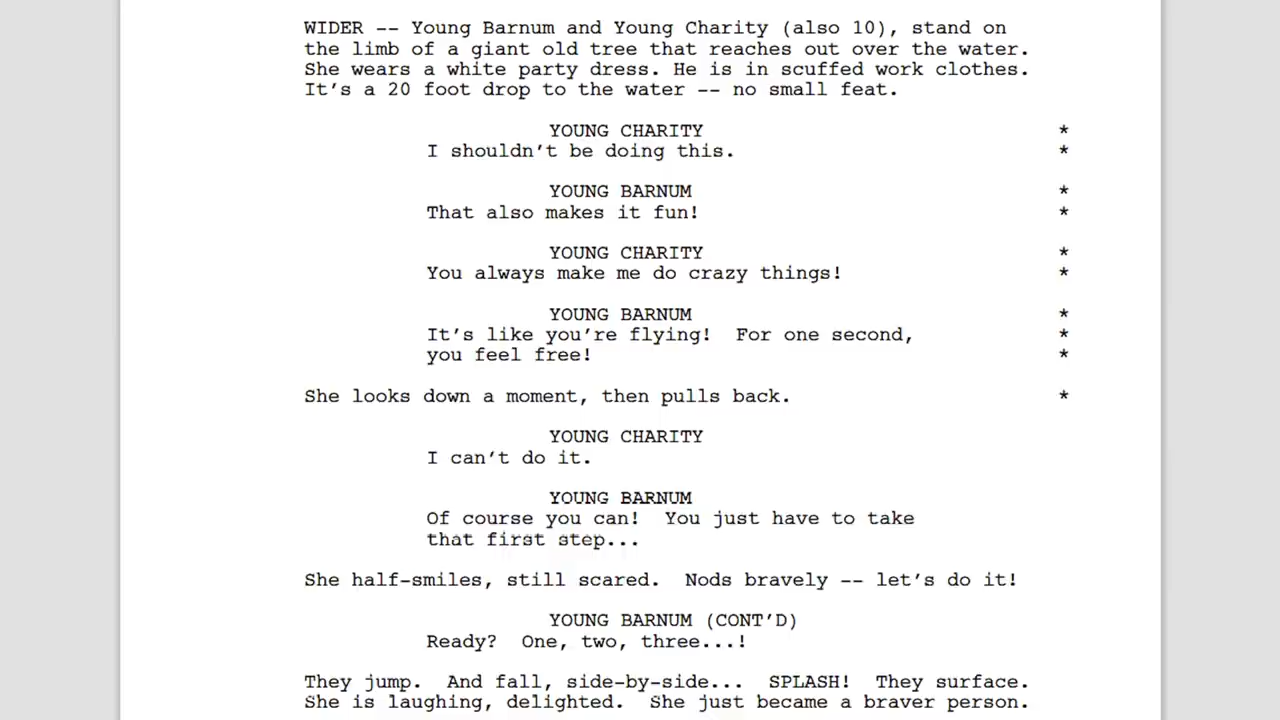 WIDER -- Young Barnum and Young Charity (also 10), stand on
the limb of a giant old tree that reaches out over the water.
She wears a white party dress. He is in scuffed work clothes.
It's a 20 foot drop to the water -- no small feat.
YOUNG CHARITY *
I shouldn't be doing this. *
YOUNG BARNUM *
That also makes it fun! *
YOUNG CHARITY *
You always make me do crazy things! *
YOUNG BARNUM *
It's like you're flying! For one second, *
you feel free! *
She looks down a moment, then pulls back. *
YOUNG CHARITY
I can't do it.
YOUNG BARNUM
Of course you can! You just have to take
that first step...
She half-smiles, still scared. Nods bravely -- let's do it!
YOUNG BARNUM (CONT'D)
Ready? One, two, three...!
They jump. And fall, side-by-side... SPLASH! They surface.
She is laughing, delighted. She just became a braver person.